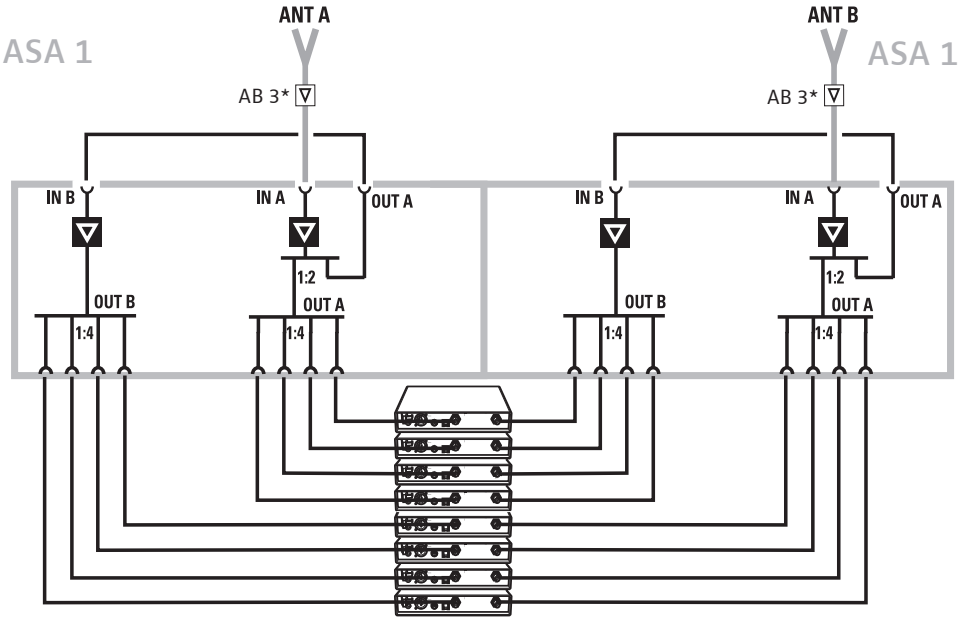 ANT A
ANT B
ASA 1
ASA 1
AB 3*
AB 3*
IN B
IN A
OUT A
IN B
IN A
OUT A
1:2
1:2
OUT B
OUT A
OUT B
OUT A
1:4
1:4
1:4
1:4